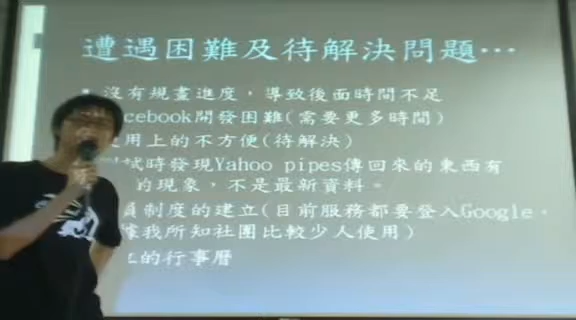 遭遇困難及待解決問題…
沒有規畫進度，導致後面時間不足
cebook開發困難(需要更多時間)
用上的不方便(待解決)
試時發現Yahoo pipes傳回來的東西有
的現象，不是最新資料。
員制度的建立(目前服務都要登入Google，
據我所知社團比較少人使用)
的行事曆